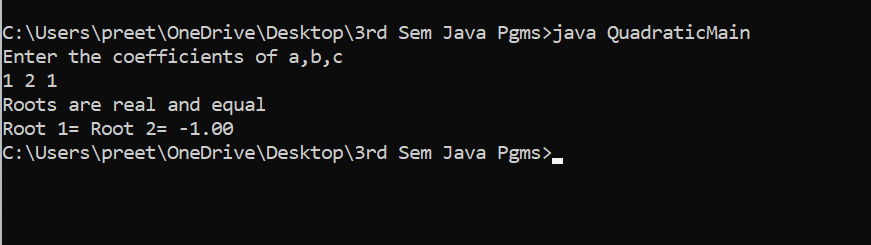 C:\Users\preet\OneDrive\Desktop\3rd Sem Java Pgms>java QuadraticMain
Enter the coefficients of a,b,c
1 2 1
Roots are real and equal
Root 1= Root 2= -1.00
C:\Users\preet\OneDrive\Desktop\3rd Sem Java Pgms>